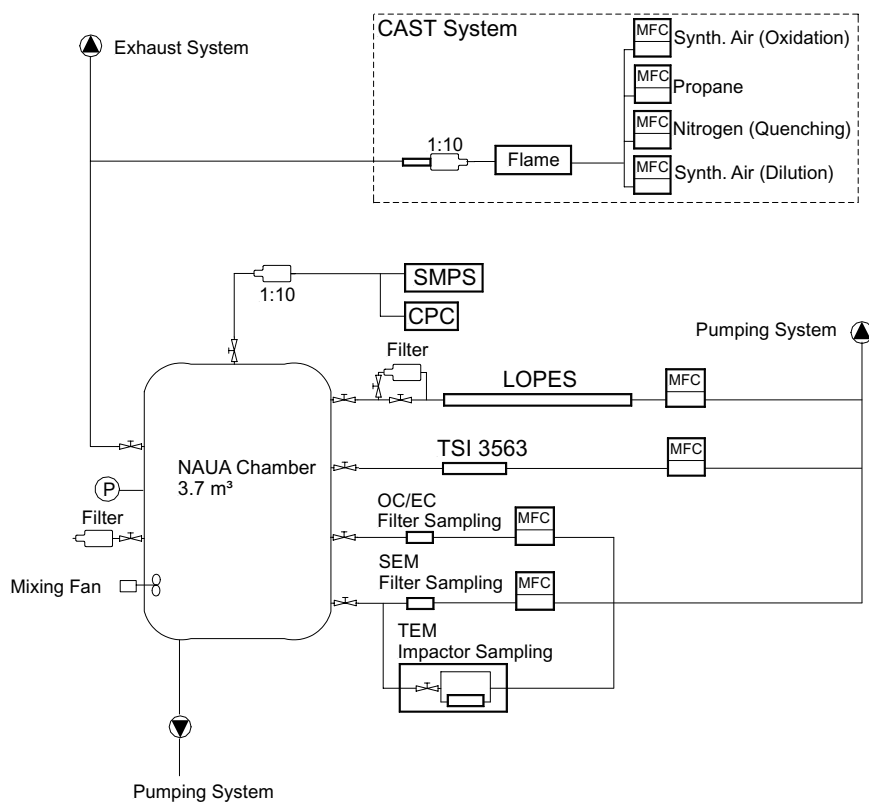 CAST System
Exhaust System
MFC
Synth. Air (Oxidation)
MFC
Propane
MFC
Nitrogen (Quenching)
MFC
Synth. Air (Dilution)
1:10
Flame
1:10
SMPS
CPC
Pumping System
Filter
LOPES
MFC
NAUA Chamber
3.7 m³
TSI 3563
MFC
P
Filter
OC/EC
Filter Sampling
MFC
Mixing Fan
SEM
Filter Sampling
MFC
TEM
Impactor Sampling
Pumping System